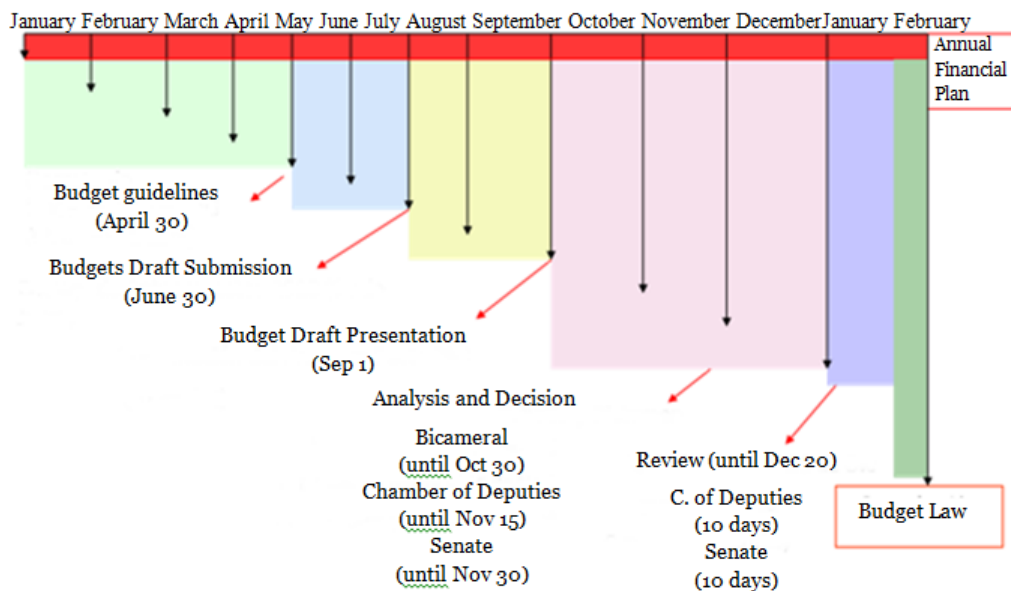 January February March April May June July August September October November December January February
Annual
Financial
Plan
Budget guidelines
(April 30)
Budgets Draft Submission
(June 30)
Budget Draft Presentation
(Sep 1)
Analysis and Decision
Bicameral
(until Oct 30)
Chamber of Deputies
(until Nov 15)
Senate
(until Nov 30)
Review (until Dec 20)
C. of Deputies
(10 days)
Senate
(10 days)
Budget Law